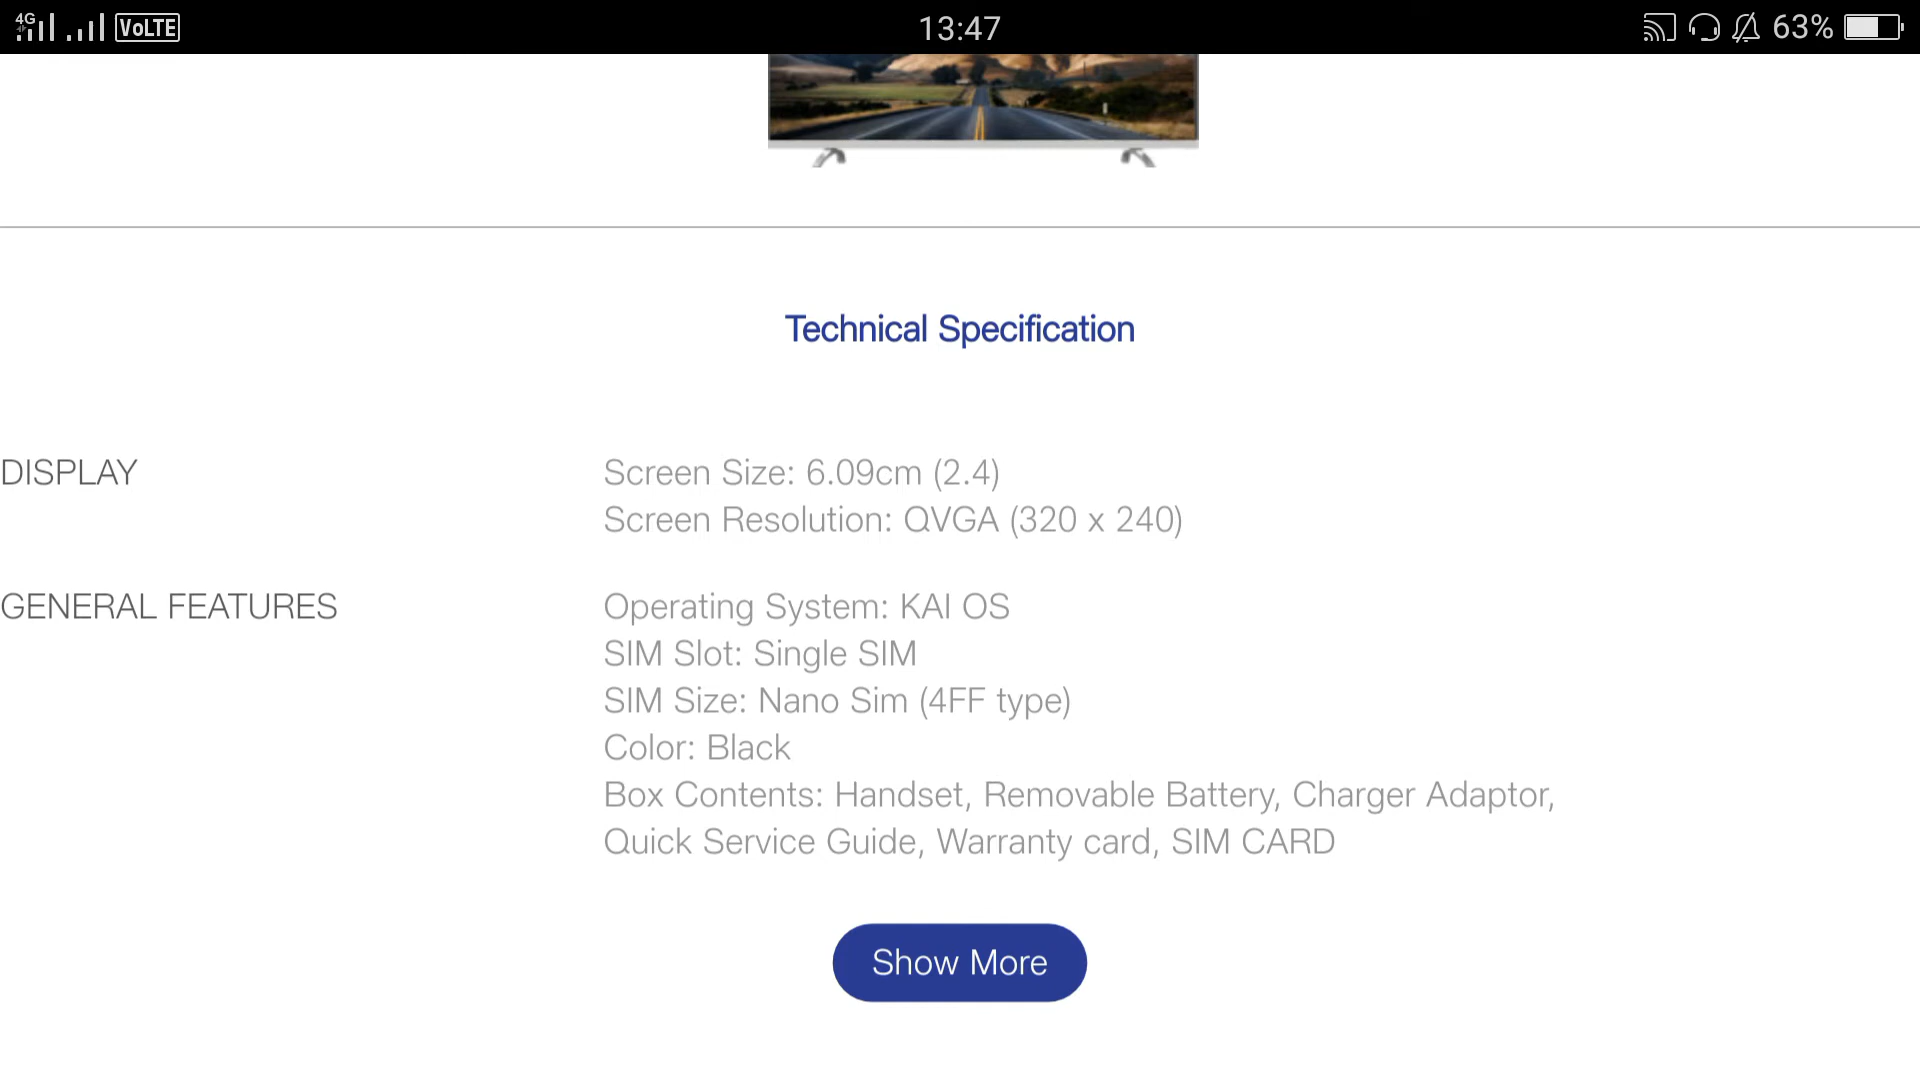 4G VoLTE 13:47 63%
Technical Specification
DISPLAY Screen Size: 6.09cm (2.4)
Screen Resolution: QVGA (320 x 240)
GENERAL FEATURES Operating System: KAI OS
SIM Slot: Single SIM
SIM Size: Nano Sim (4FF type)
Color: Black
Box Contents: Handset, Removable Battery, Charger Adaptor,
Quick Service Guide, Warranty card, SIM CARD
Show More